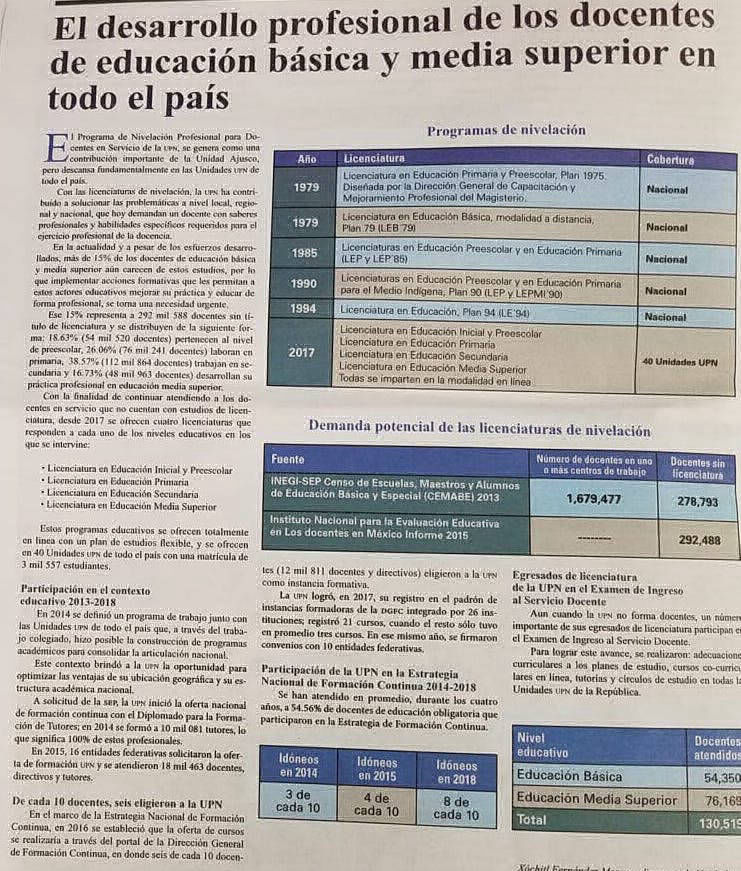 El desarrollo profesional de los docentes
de educación básica y media superior en
todo el país
El Programa de Nivelación Profesional para Do-
centes en Servicio de la UPN, se genera como una
contribución importante de la Unidad Ajusco,
pero descansa fundamentalmente en las Unidades UPN de
todo el país.
Con las licenciaturas de nivelación, la UPN ha contri-
buido a solucionar las problemáticas a nivel local, regio-
nal y nacional, que hoy demandan un docente con saberes
profesionales y habilidades específicos requeridos para el
ejercicio profesional de la docencia.
En la actualidad y a pesar de los esfuerzos desarro-
llados, más de 15% de los docentes de educación básica
y media superior aún carecen de estos estudios, por lo
que implementar acciones formativas que les permitan a
estos actores educativos mejorar su práctica y educar de
forma profesional, se torna una necesidad urgente.
Ese 15% representa a 292 mil 588 docentes sin tí-
tulo de licenciatura y se distribuyen de la siguiente for-
ma: 18.63% (54 mil 520 docentes) pertenecen al nivel
de preescolar, 26.06% (76 mil 241 docentes) laboran en
primaria, 38.57% (112 mil 864 docentes) trabajan en se-
cundaria y 16.73% (48 mil 963 docentes) desarrollan su
práctica profesional en educación media superior.
Con la finalidad de continuar atendiendo a los do-
centes en servicio que no cuentan con estudios de licen-
ciatura, desde 2017 se ofrecen cuatro licenciaturas que
responden a cada uno de los niveles educativos en los
que se interviene:
• Licenciatura en Educación Inicial y Preescolar
• Licenciatura en Educación Primaria
• Licenciatura en Educación Secundaria
• Licenciatura en Educación Media Superior
Estos programas educativos se ofrecen totalmente
en línea con un plan de estudios flexible, y se ofrecen
en 40 Unidades UPN de todo el país con una matrícula de
3 mil 557 estudiantes.
Participación en el contexto
educativo 2013-2018
En 2014 se definió un programa de trabajo junto con
las Unidades UPN de todo el país que, a través del traba-
jo colegiado, hizo posible la construcción de programas
académicos para consolidar la articulación nacional.
Este contexto brindó a la UPN la oportunidad para
optimizar las ventajas de su ubicación geográfica y su es-
tructura académica nacional.
A solicitud de la SEP, la UPN inició la oferta nacional
de formación continua con el Diplomado para la Forma-
ción de Tutores; en 2014 se formó a 10 mil 081 tutores, lo
que significa 100% de estos profesionales.
En 2015, 16 entidades federativas solicitaron la ofer-
ta de formación UPN y se atendieron 18 mil 463 docentes,
directivos y tutores.
De cada 10 docentes, seis eligieron a la UPN
En el marco de la Estrategia Nacional de Formación
Continua, en 2016 se estableció que la oferta de cursos
se realizaría a través del portal de la Dirección General
de Formación Continua, en donde seis de cada 10 docen-
Programas de nivelación
Año Licenciatura Cobertura
1979 Licenciatura en Educación Primaria y Preescolar, Plan 1975.
Diseñada por la Dirección General de Capacitación y
Mejoramiento Profesional del Magisterio. Nacional
1979 Licenciatura en Educación Básica, modalidad a distancia,
Plan 79 (LEB '79) Nacional
1985 Licenciaturas en Educación Preescolar y en Educación Primaria
(LEP y LEP'85) Nacional
1990 Licenciaturas en Educación Preescolar y en Educación Primaria
para el Medio Indígena, Plan 90 (LEP y LEPMI'90) Nacional
1994 Licenciatura en Educación, Plan 94 (LE'94) Nacional
2017 Licenciatura en Educación Inicial y Preescolar
Licenciatura en Educación Primaria
Licenciatura en Educación Secundaria
Licenciatura en Educación Media Superior
Todas se imparten en la modalidad en línea
40 Unidades UPN
Demanda potencial de las licenciaturas de nivelación
Fuente Número de docentes en uno
o más centros de trabajo Docentes sin
licenciatura
INEGI-SEP Censo de Escuelas, Maestros y Alumnos
de Educación Básica y Especial (CEMABE) 2013 1,679,477 278,793
Instituto Nacional para la Evaluación Educativa
en Los docentes en México Informe 2015 -------- 292,488
tes (12 mil 811 docentes y directivos) eligieron a la UPN
como instancia formativa.
La UPN logró, en 2017, su registro en el padrón de
instancias formadoras de la DGFC integrado por 26 ins-
tituciones; registró 21 cursos, cuando el resto sólo tuvo
en promedio tres cursos. En ese mismo año, se firmaron
convenios con 10 entidades federativas.
Participación de la UPN en la Estrategia
Nacional de Formación Continua 2014-2018
Se han atendido en promedio, durante los cuatro
años, a 54.56% de docentes de educación obligatoria que
participaron en la Estrategia de Formación Continua.
Idóneos
en 2014 Idóneos
en 2015 Idóneos
en 2018
3 de
cada 10 4 de
cada 10 8 de
cada 10
Egresados de licenciatura
de la UPN en el Examen de Ingreso
al Servicio Docente
Aun cuando la UPN no forma docentes, un númer
importante de sus egresados de licenciatura participan e
el Examen de Ingreso al Servicio Docente.
Para lograr este avance, se realizaron: adecuacione
curriculares a los planes de estudio, cursos co-curricu
lares en línea, tutorías y círculos de estudio en todas la
Unidades UPN de la República.
Nivel
educativo Docentes
atendidos
Educación Básica 54,350
Educación Media Superior 76,169
Total 130,519